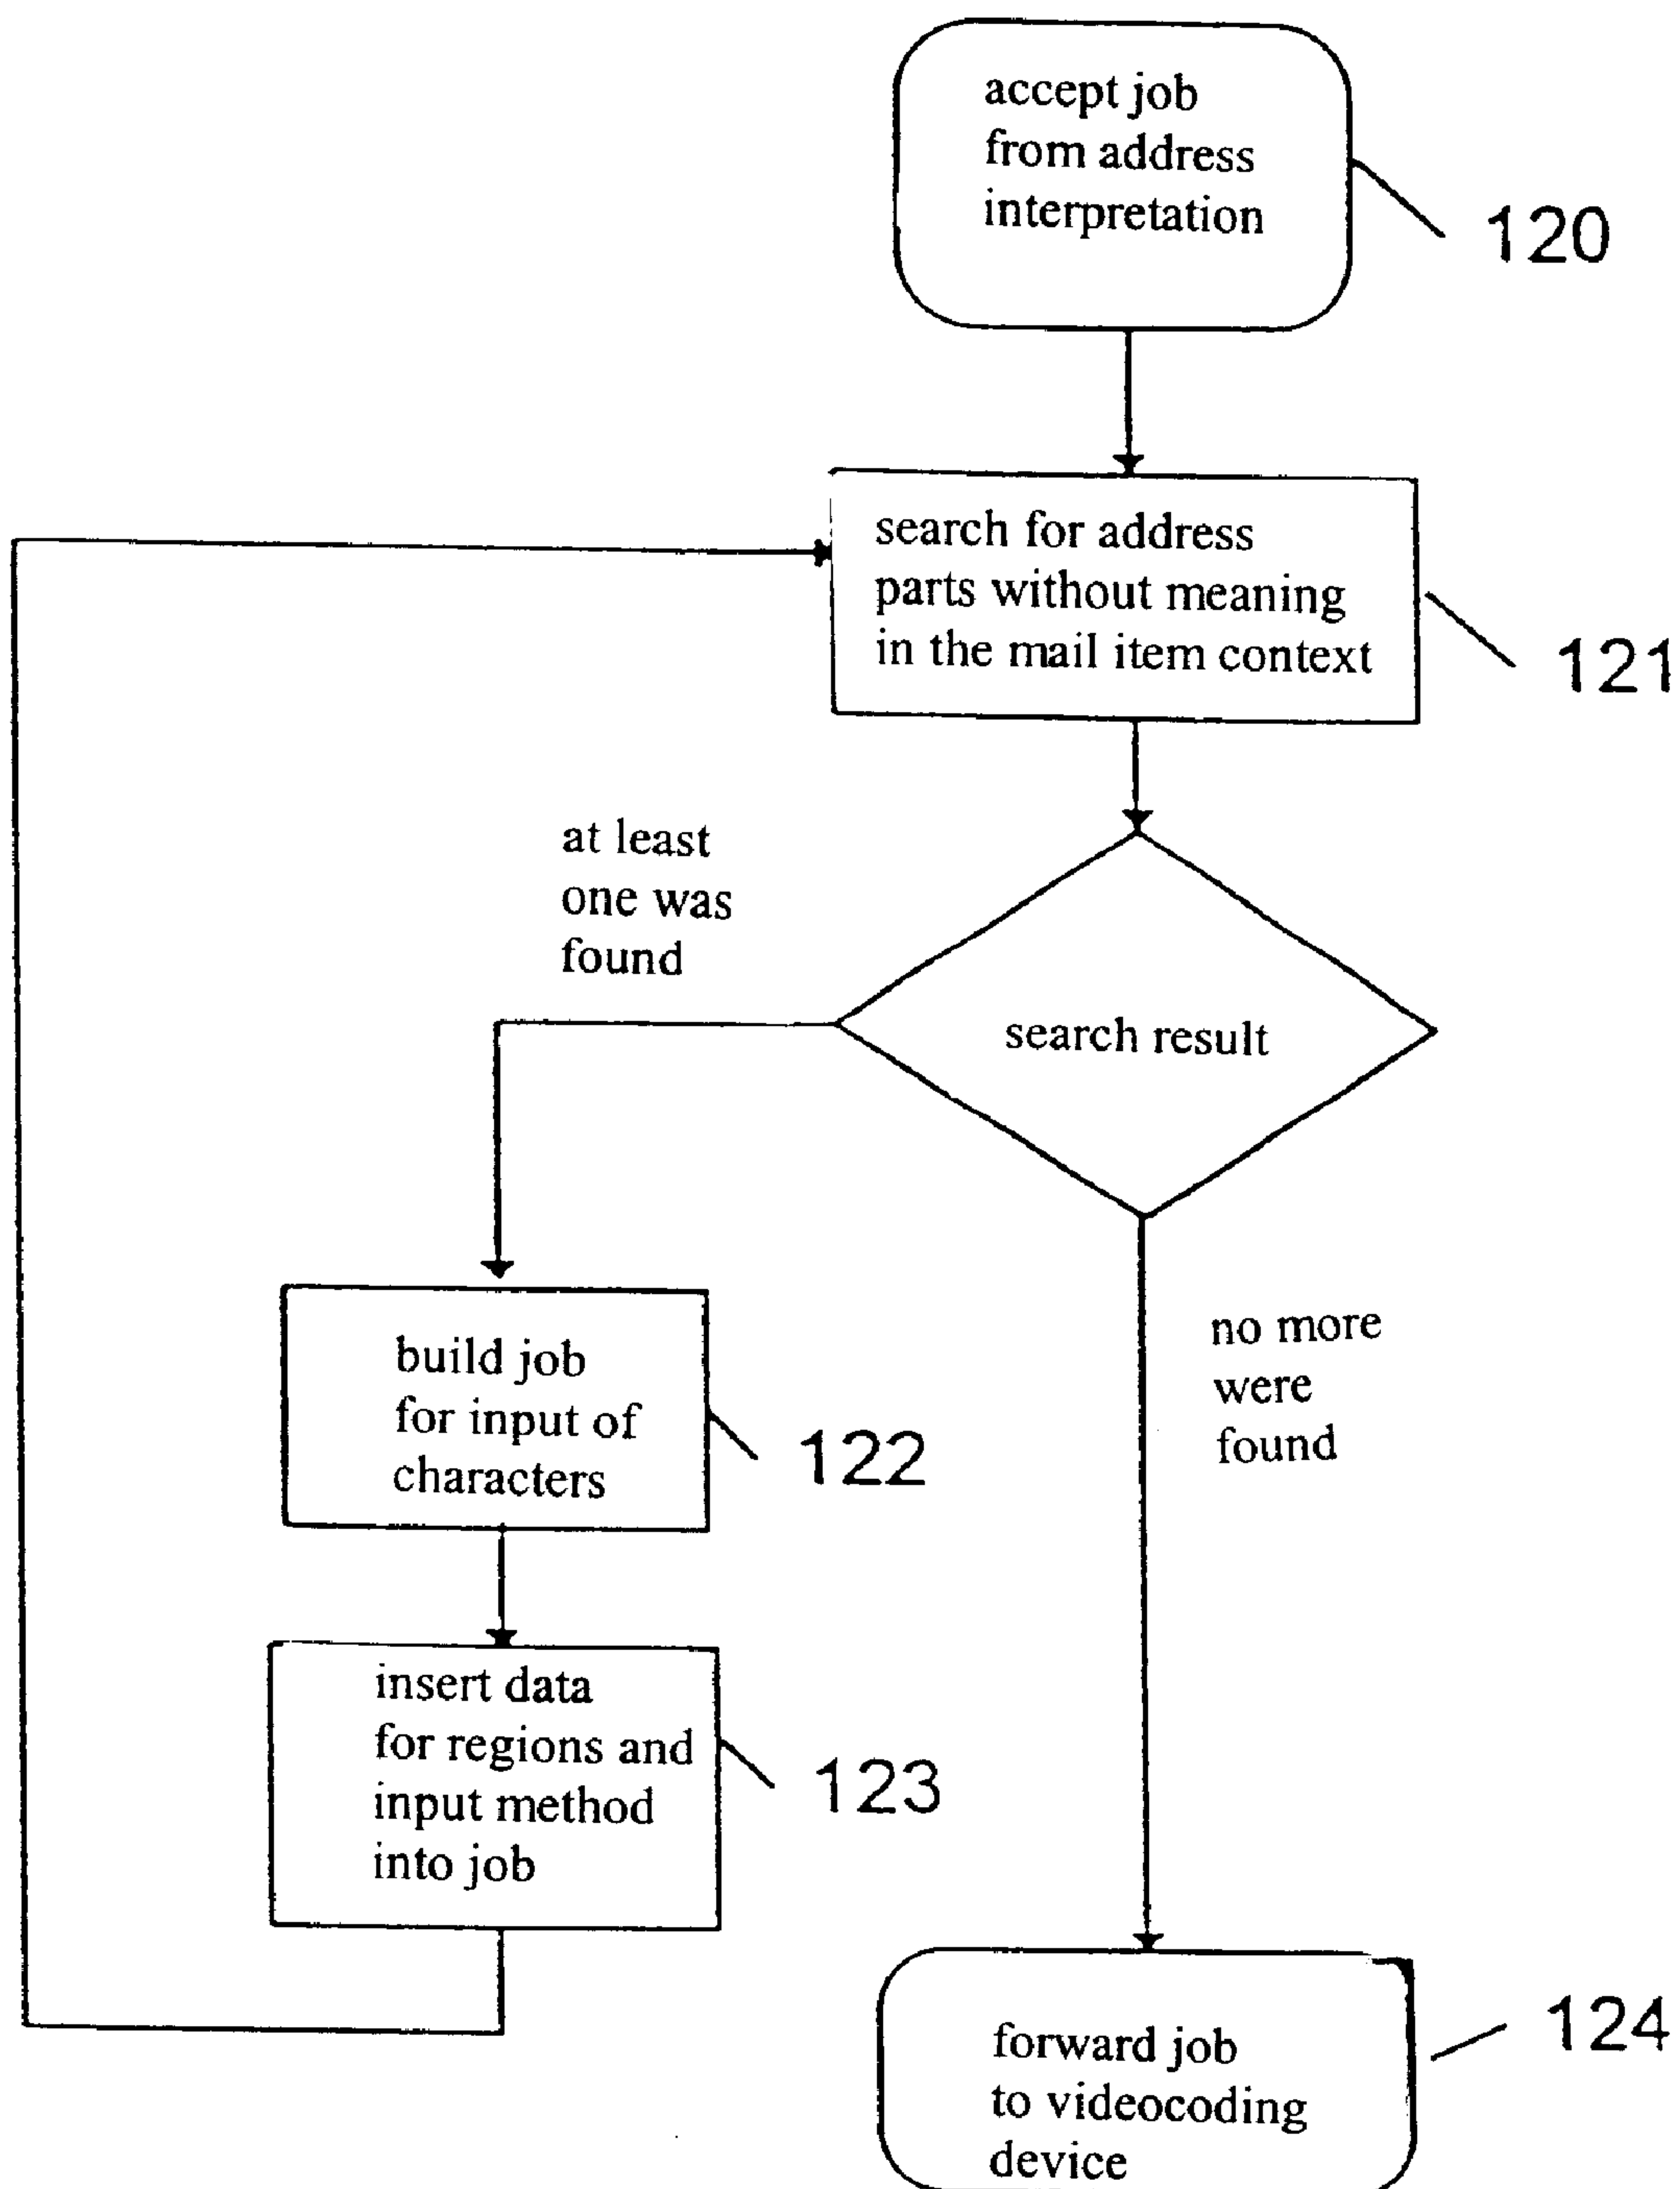 accept job
from address
interpretation
120
search for address
parts without meaning
in the mail item context
121
at least
one was
found
search result
build job
for input of
characters
122
no more
were
found
insert data
for regions and
input method
into job
123
forward job
to videocoding
device
124